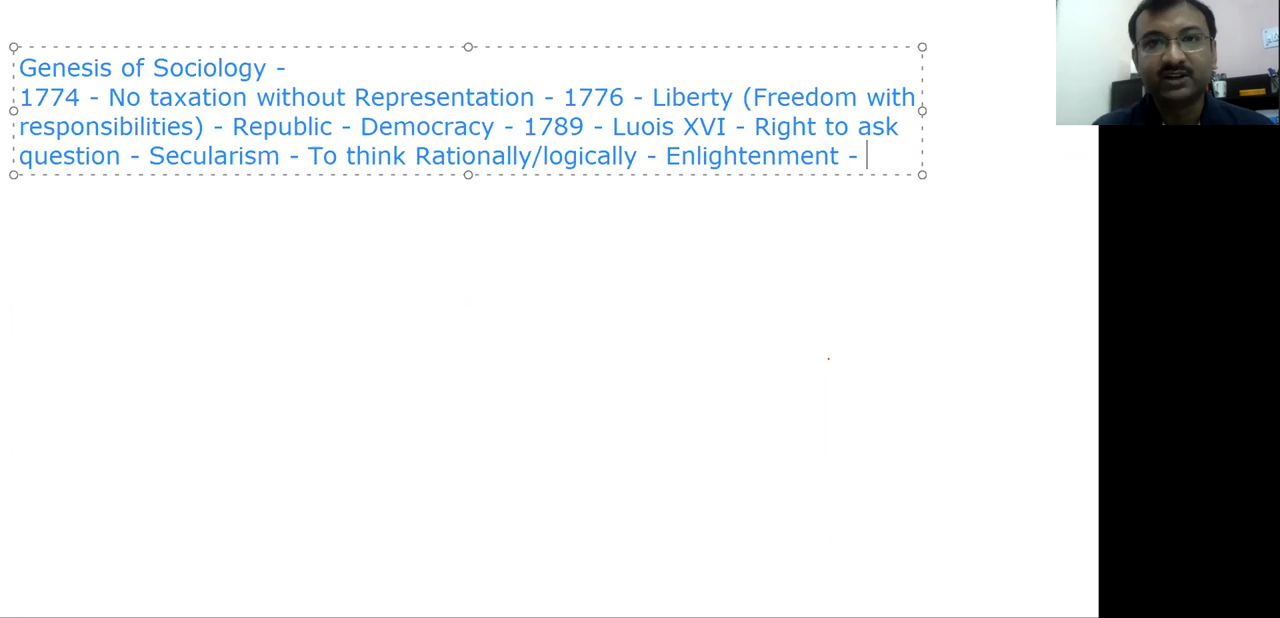 Genesis of Sociology -
1774 - No taxation without Representation - 1776 - Liberty (Freedom with
responsibilities) - Republic - Democracy - 1789 - Luois XVI - Right to ask
question - Secularism - To think Rationally/logically - Enlightenment -